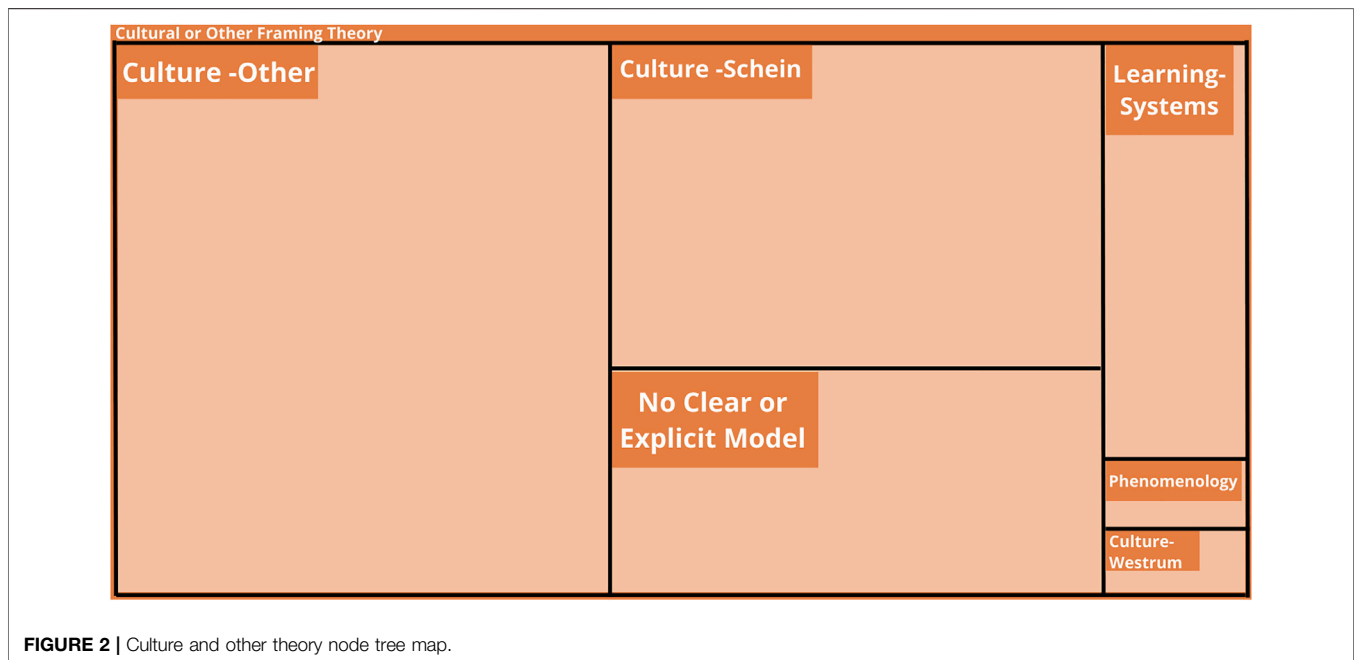 Cultural or Other Framing Theory
Culture -Other
Culture -Schein
Learning-
Systems
No Clear or
Explicit Model
Phenomenology
Culture-
Westrum
FIGURE 2 | Culture and other theory node tree map.